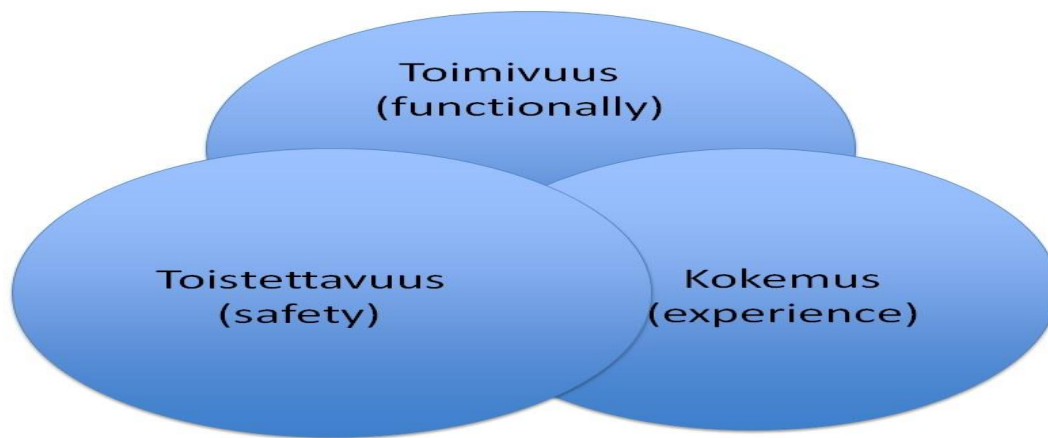 Toimivuus
(functionally)
Toistettavuus
(safety)
Kokemus
(experience)